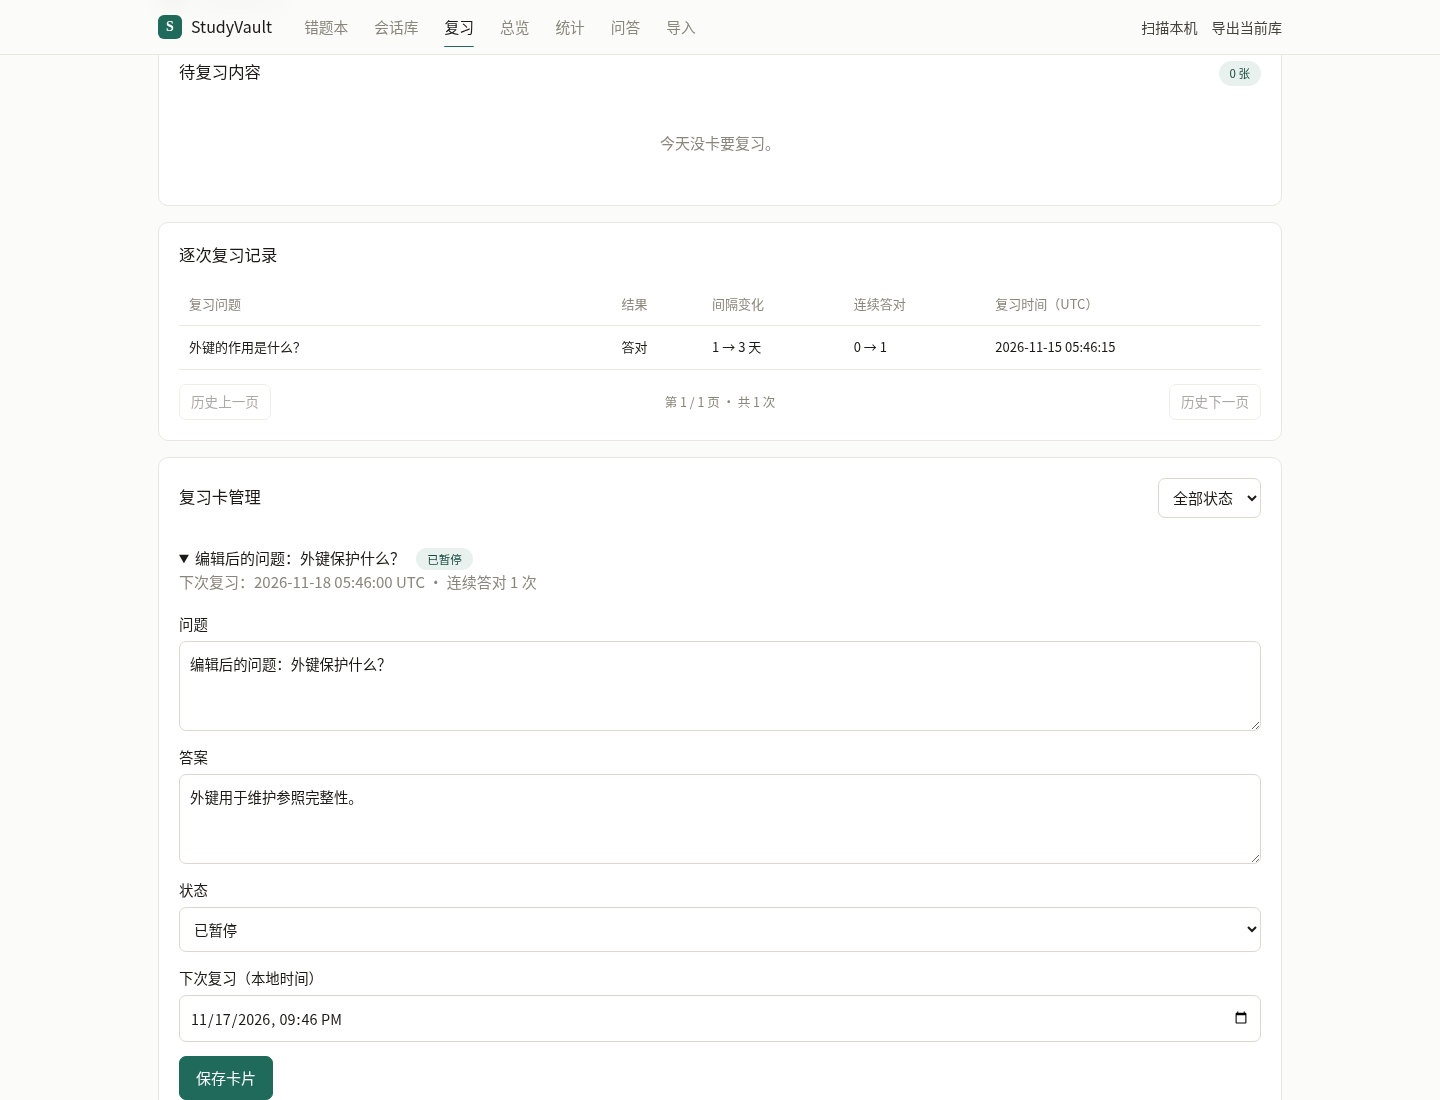 S StudyVault 错题本 会话库 复习 总览 统计 问答 导入 扫描本机 导出当前库
待复习内容 0 张
今天没卡要复习。
逐次复习记录
复习问题 结果 间隔变化 连续答对 复习时间（UTC）
外键的作用是什么？ 答对 1 → 3 天 0 → 1 2026-11-15 05:46:15
历史上一页 第 1 / 1 页 · 共 1 次 历史下一页
复习卡管理 全部状态
编辑后的问题：外键保护什么？ 已暂停
下次复习：2026-11-18 05:46:00 UTC · 连续答对 1 次
问题
编辑后的问题：外键保护什么？
答案
外键用于维护参照完整性。
状态
已暂停
下次复习（本地时间）
11/17/2026, 09:46 PM
保存卡片